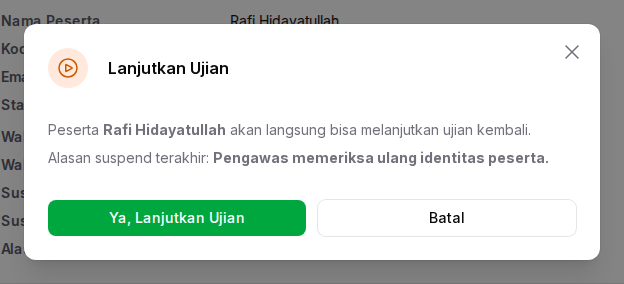 Nama Peserta
Rafi Hidayatullah
Lanjutkan Ujian
Peserta Rafi Hidayatullah akan langsung bisa melanjutkan ujian kembali.
Alasan suspend terakhir: Pengawas memeriksa ulang identitas peserta.
Ya, Lanjutkan Ujian
Batal